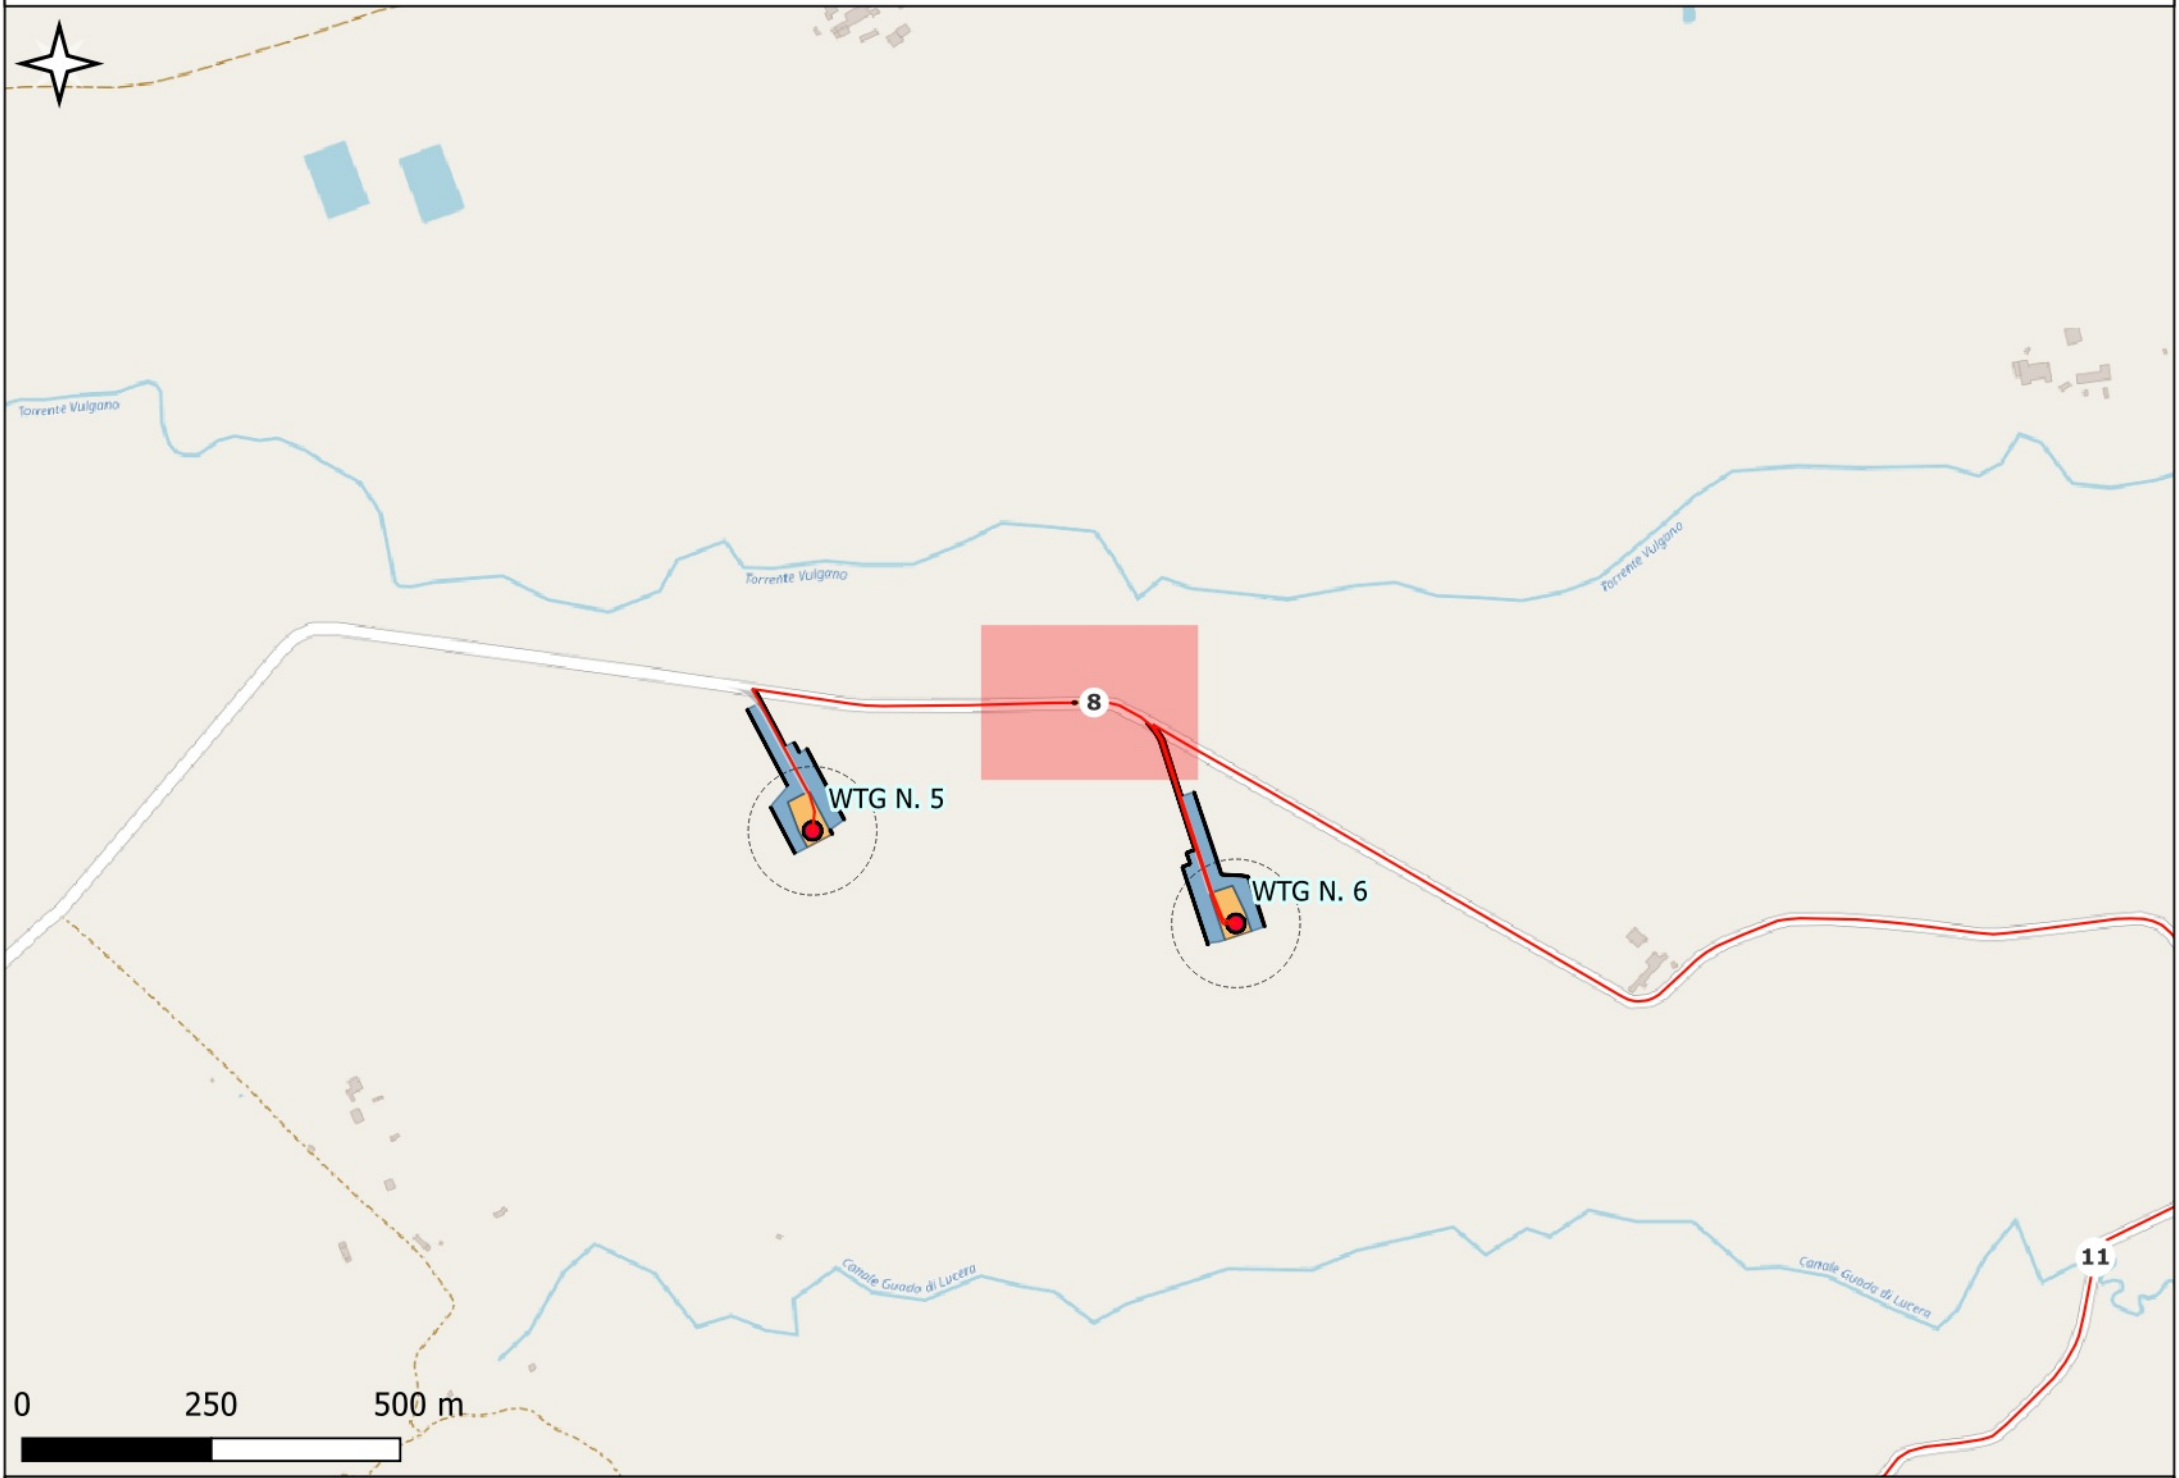 Torrente Vulgano
Torrente Vulgano
Torrente Vulgano
8
WTG N. 5
WTG N. 6
Canale Guado di Lucera
Canale Guado di Lucera
11
0 250 500 m